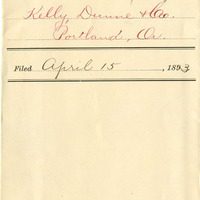 Kelly, Dunne & Co.
Portland, Or.
Filed April 15, 1893